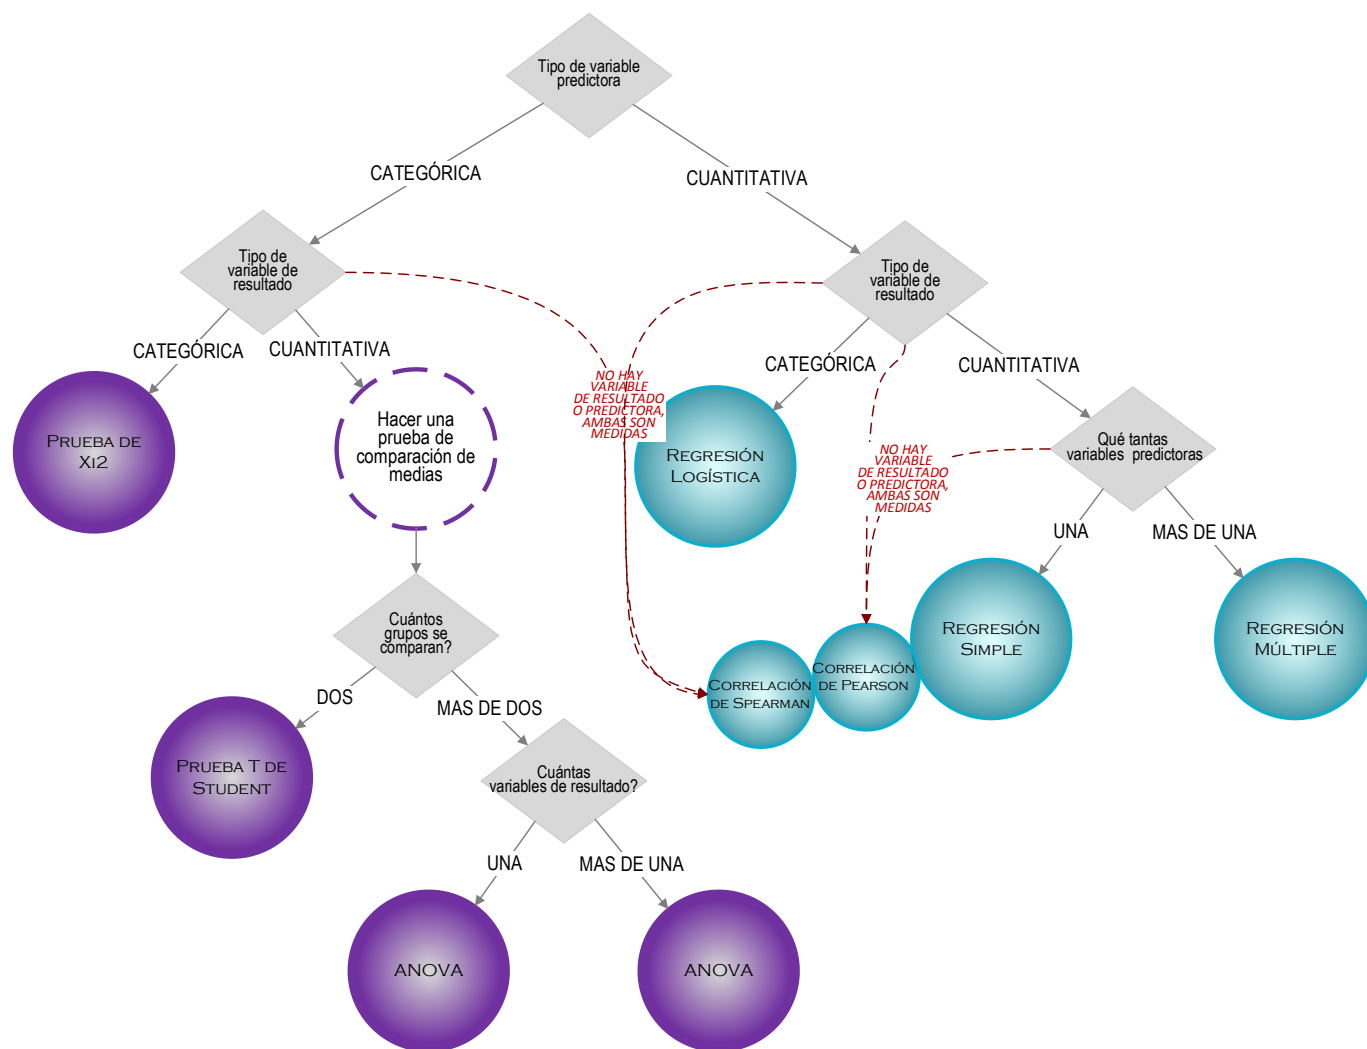 Tipo de variable
predictora
CATEGÓRICA
CUANTITATIVA
Tipo de
variable de
resultado
Tipo de
variable de
resultado
CATEGÓRICA
CUANTITATIVA
CATEGÓRICA
CUANTITATIVA
NO HAY
VARIABLE
DE RESULTADO
O PREDICTORA,
AMBAS SON
MEDIDAS
PRUEBA DE
XI2
Hacer una
prueba de
comparación de
medias
REGRESIÓN
LOGÍSTICA
NO HAY
VARIABLE
DE RESULTADO
O PREDICTORA,
AMBAS SON
MEDIDAS
Qué tantas
variables predictoras
UNA
MAS DE UNA
Cuántos
grupos se
comparan?
REGRESIÓN
SIMPLE
REGRESIÓN
MÚLTIPLE
CORRELACIÓN
DE PEARSON
CORRELACIÓN
DE SPEARMAN
DOS
MAS DE DOS
PRUEBA T DE
STUDENT
Cuántas
variables de resultado?
UNA
MAS DE UNA
ANOVA
ANOVA